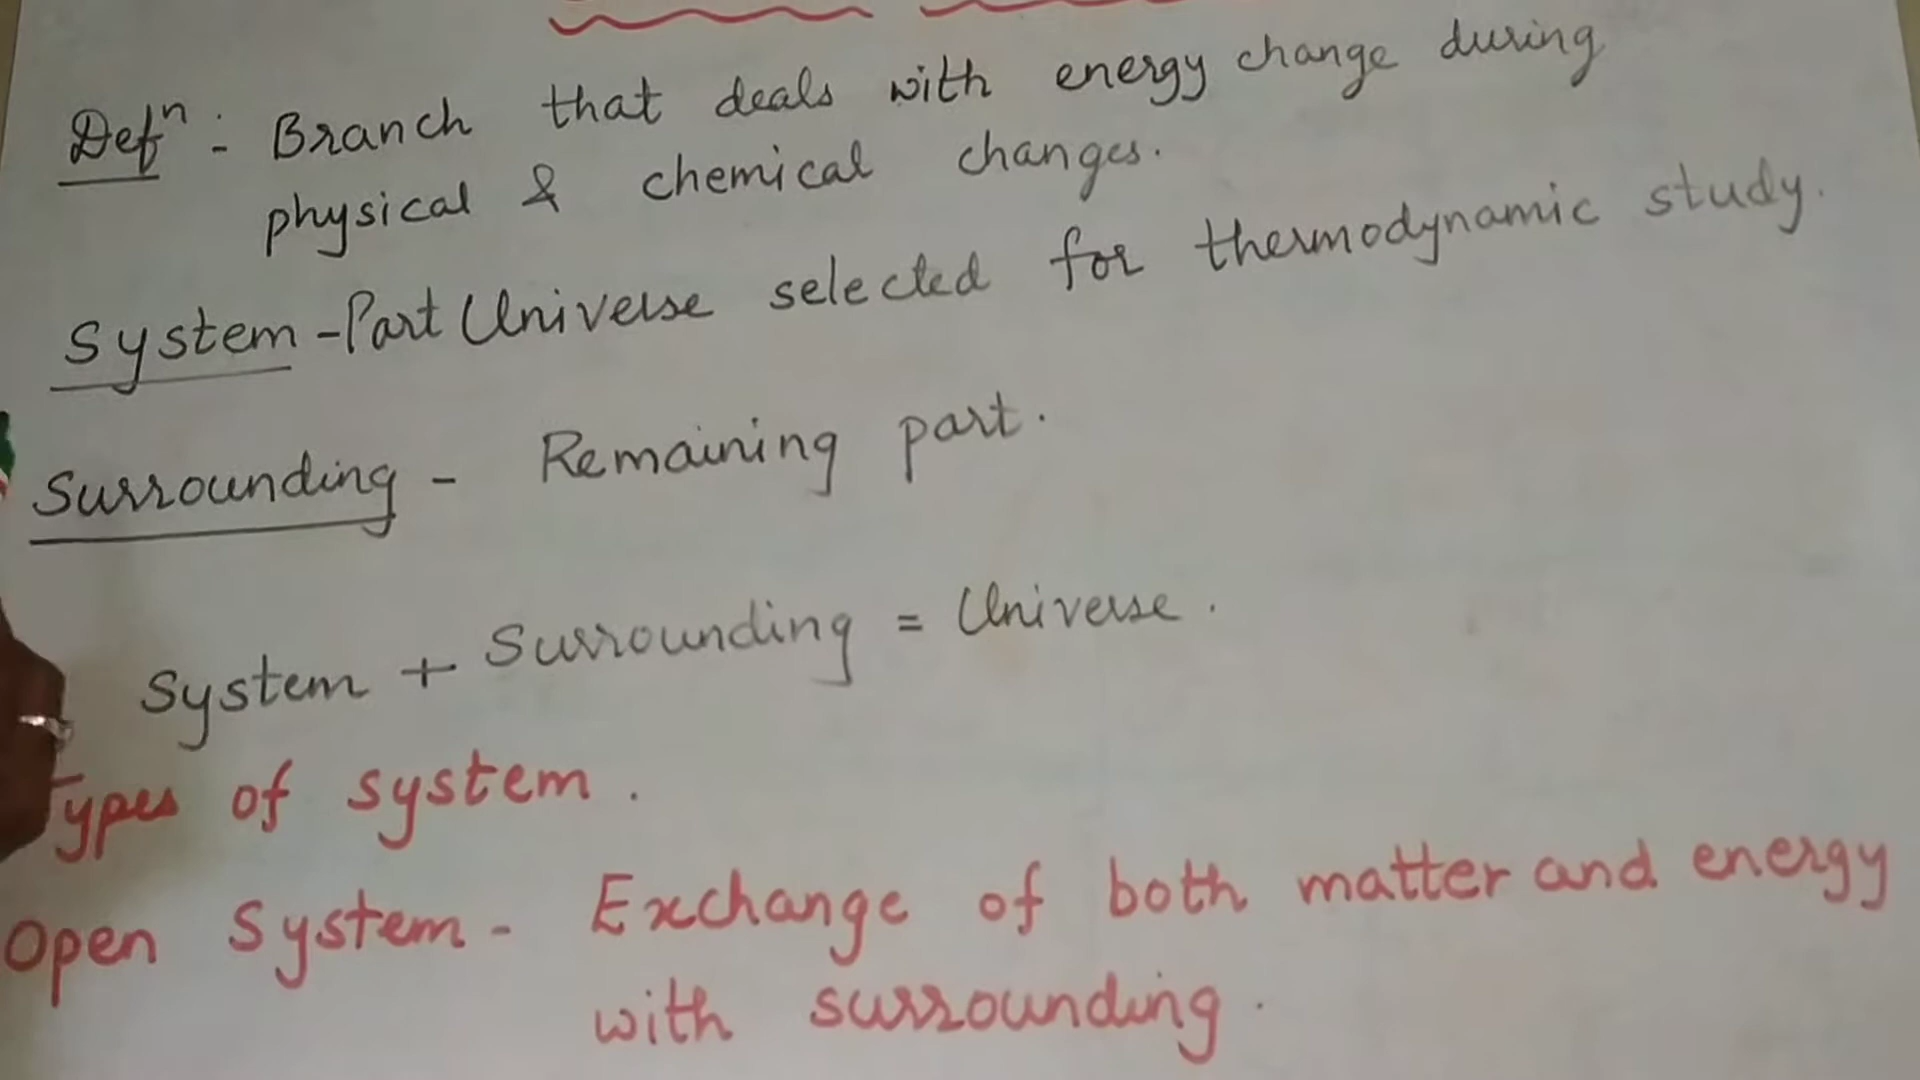 Defⁿ :- Branch that deals with energy change during
physical & chemical changes.
System - Part Universe selected for thermodynamic study.
Surrounding - Remaining part.
System + Surrounding = Universe.
Types of system.
Open System - Exchange of both matter and energy
with surrounding.